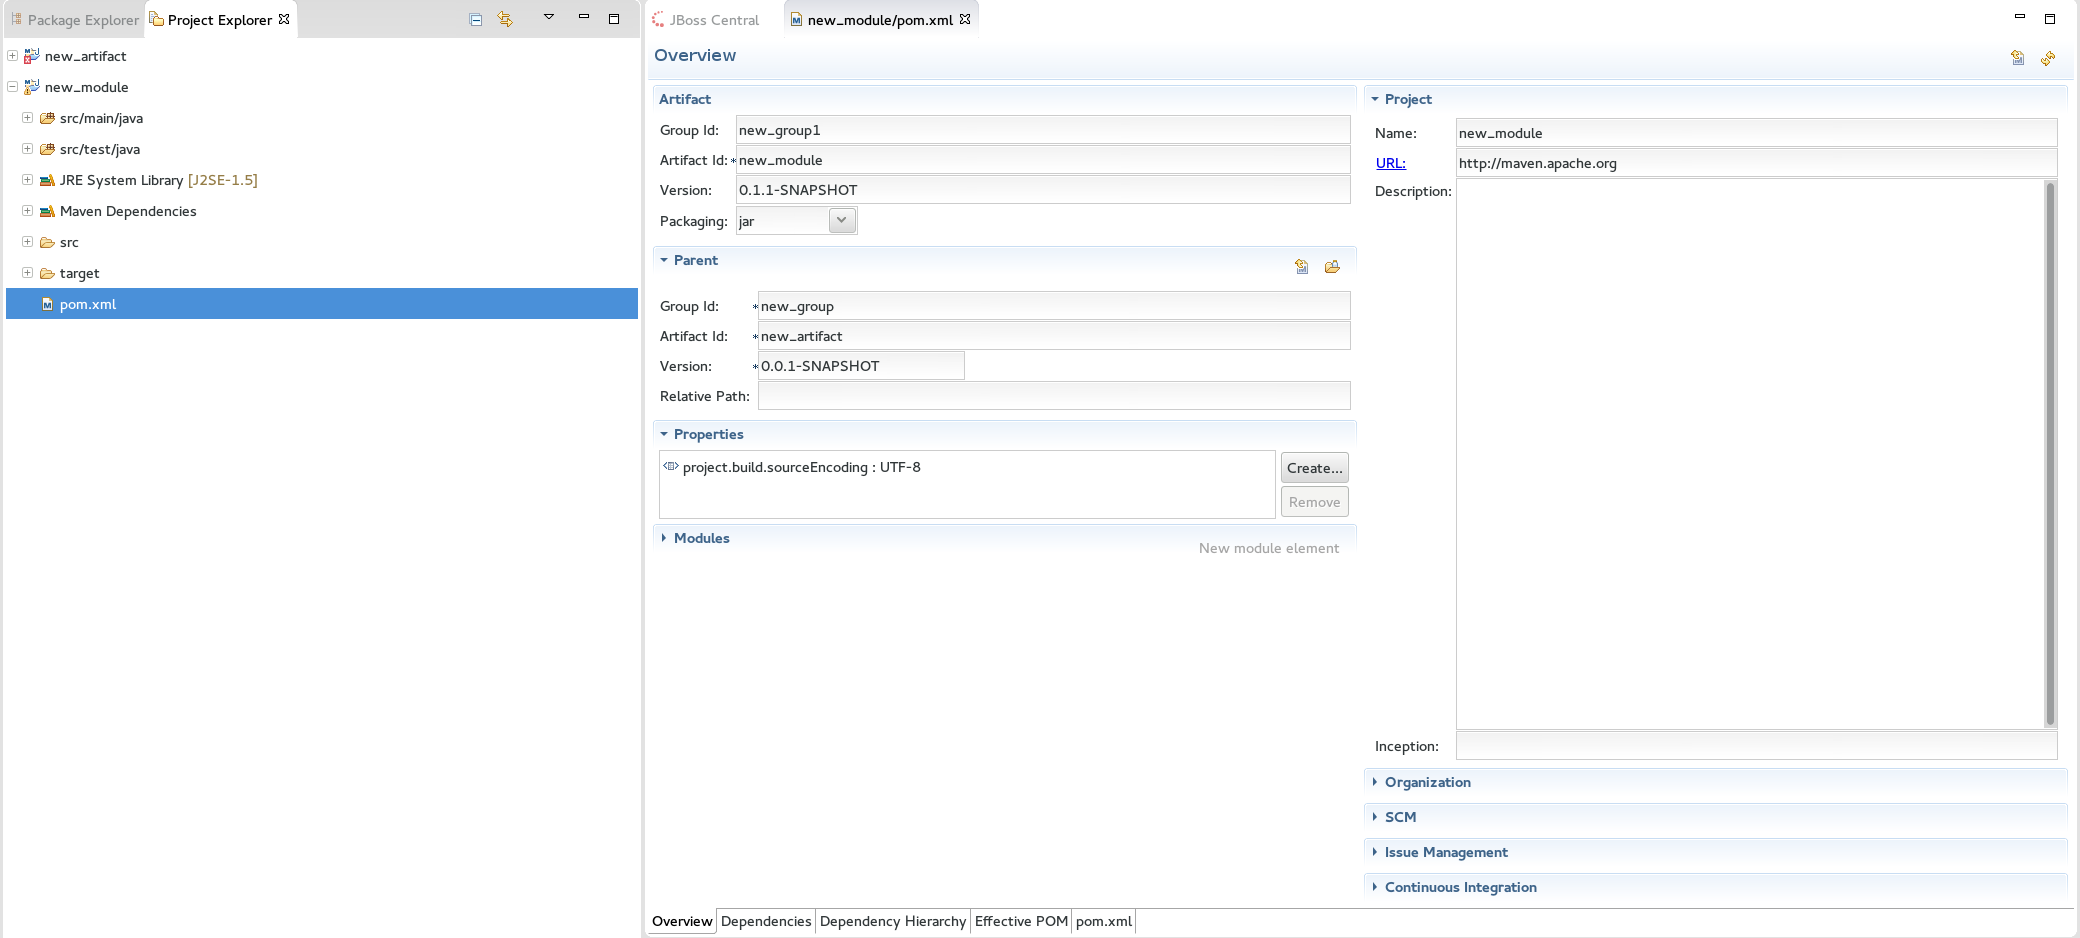 Package Explorer
Project Explorer
new_artifact
new_module
src/main/java
src/test/java
JRE System Library [J2SE-1.5]
Maven Dependencies
src
target
pom.xml
JBoss Central
new_module/pom.xml
Overview
Artifact
Group Id: new_group1
Artifact Id:* new_module
Version: 0.1.1-SNAPSHOT
Packaging: jar
Parent
Group Id: * new_group
Artifact Id: * new_artifact
Version: * 0.0.1-SNAPSHOT
Relative Path:
Properties
project.build.sourceEncoding : UTF-8
Create...
Remove
Modules
New module element
Project
Name: new_module
URL: http://maven.apache.org
Description:
Inception:
Organization
SCM
Issue Management
Continuous Integration
Overview Dependencies Dependency Hierarchy Effective POM pom.xml